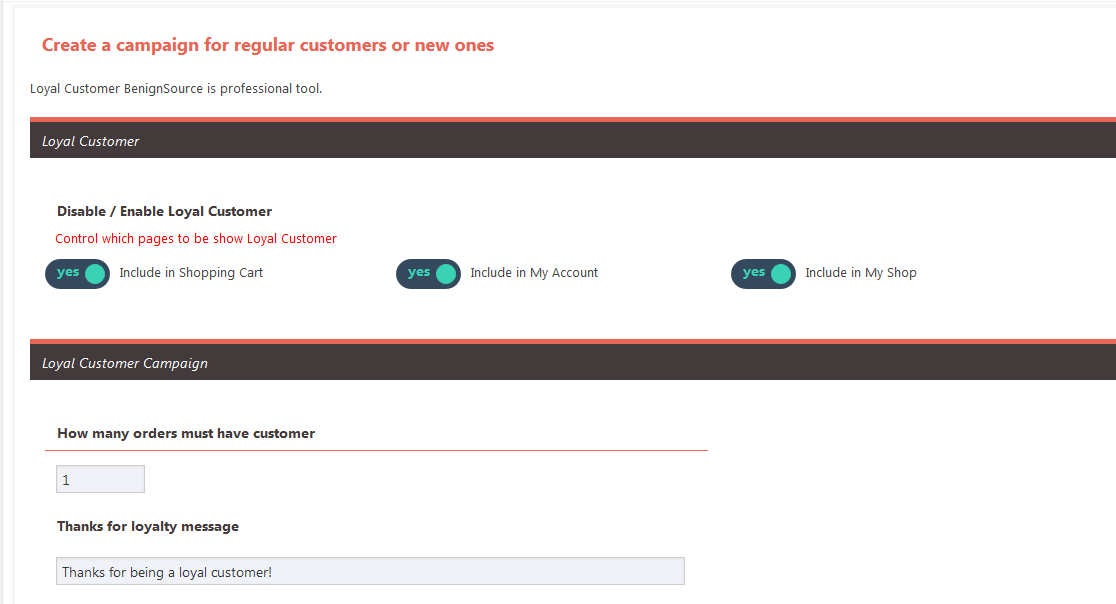 Create a campaign for regular customers or new ones
Loyal Customer BenignSource is professional tool.
Loyal Customer
Disable / Enable Loyal Customer
Control which pages to be show Loyal Customer
yes Include in Shopping Cart yes Include in My Account yes Include in My Shop
Loyal Customer Campaign
How many orders must have customer
1
Thanks for loyalty message
Thanks for being a loyal customer!